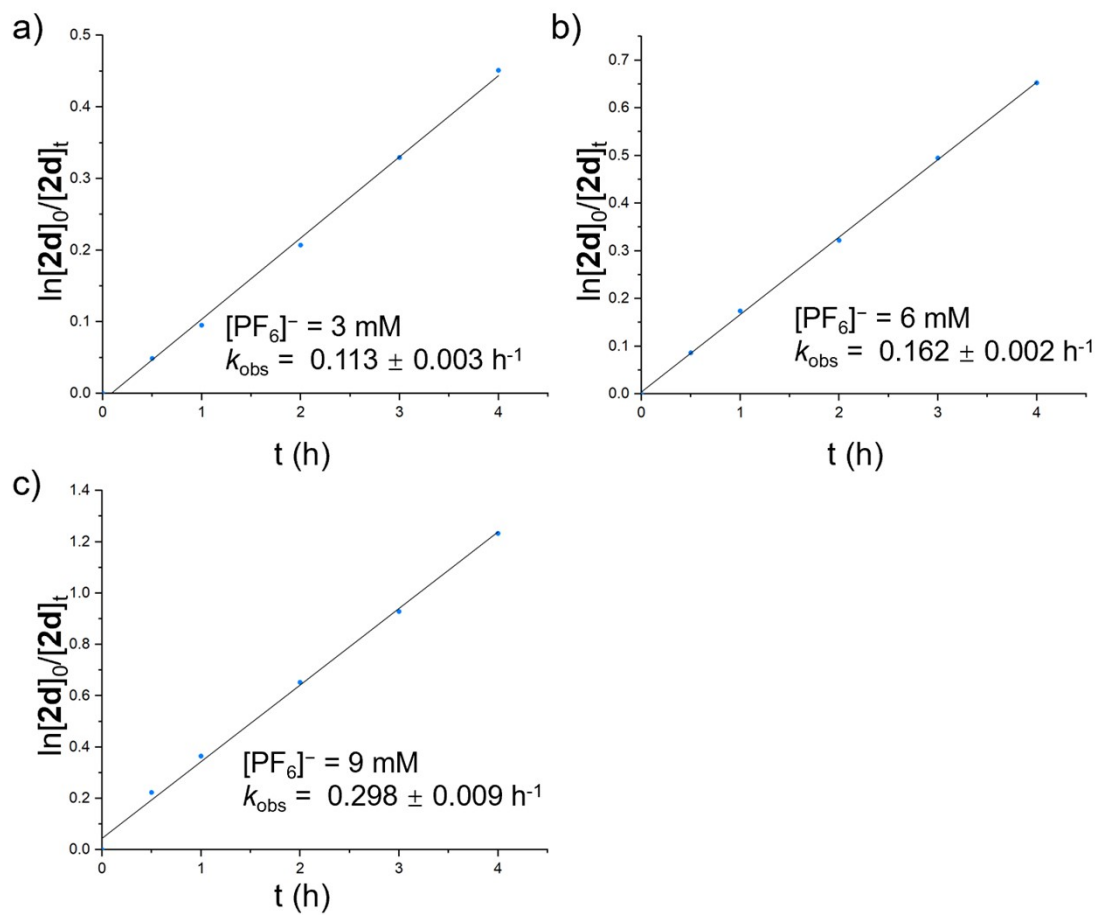 a)
ln[2d]₀/[2d]ₜ
0.5
0.4
0.3
0.2
0.1
0.0
0 1 2 3 4
t (h)
[PF₆]⁻ = 3 mM
k_obs = 0.113 ± 0.003 h⁻¹
b)
ln[2d]₀/[2d]ₜ
0.7
0.6
0.5
0.4
0.3
0.2
0.1
0.0
0 1 2 3 4
t (h)
[PF₆]⁻ = 6 mM
k_obs = 0.162 ± 0.002 h⁻¹
c)
ln[2d]₀/[2d]ₜ
1.4
1.2
1.0
0.8
0.6
0.4
0.2
0.0
0 1 2 3 4
t (h)
[PF₆]⁻ = 9 mM
k_obs = 0.298 ± 0.009 h⁻¹